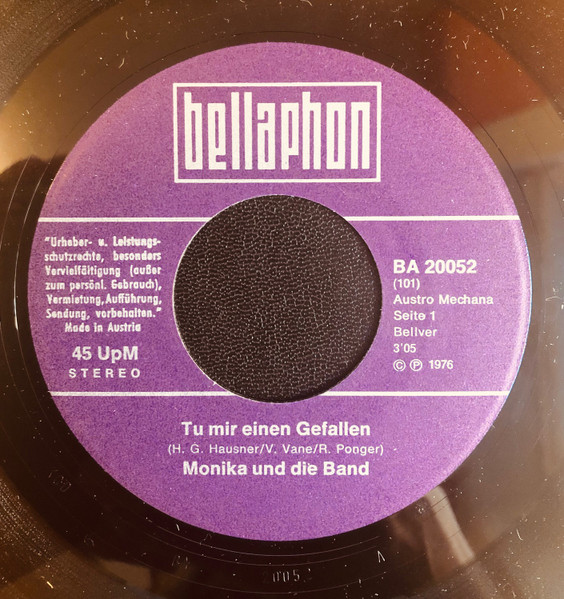 bellaphon
"Urheber- u. Leistungs-
schutzrechte, besonders
Vervielfältigung (außer
zum persönl. Gebrauch),
Vermietung, Aufführung,
Sendung, vorbehalten."
Made in Austria
45 UpM
STEREO
BA 20052
(101)
Austro Mechana
Seite 1
Bellver
3'05
© ℗ 1976
Tu mir einen Gefallen
(H. G. Hausner/V. Vane/R. Ponger)
Monika und die Band